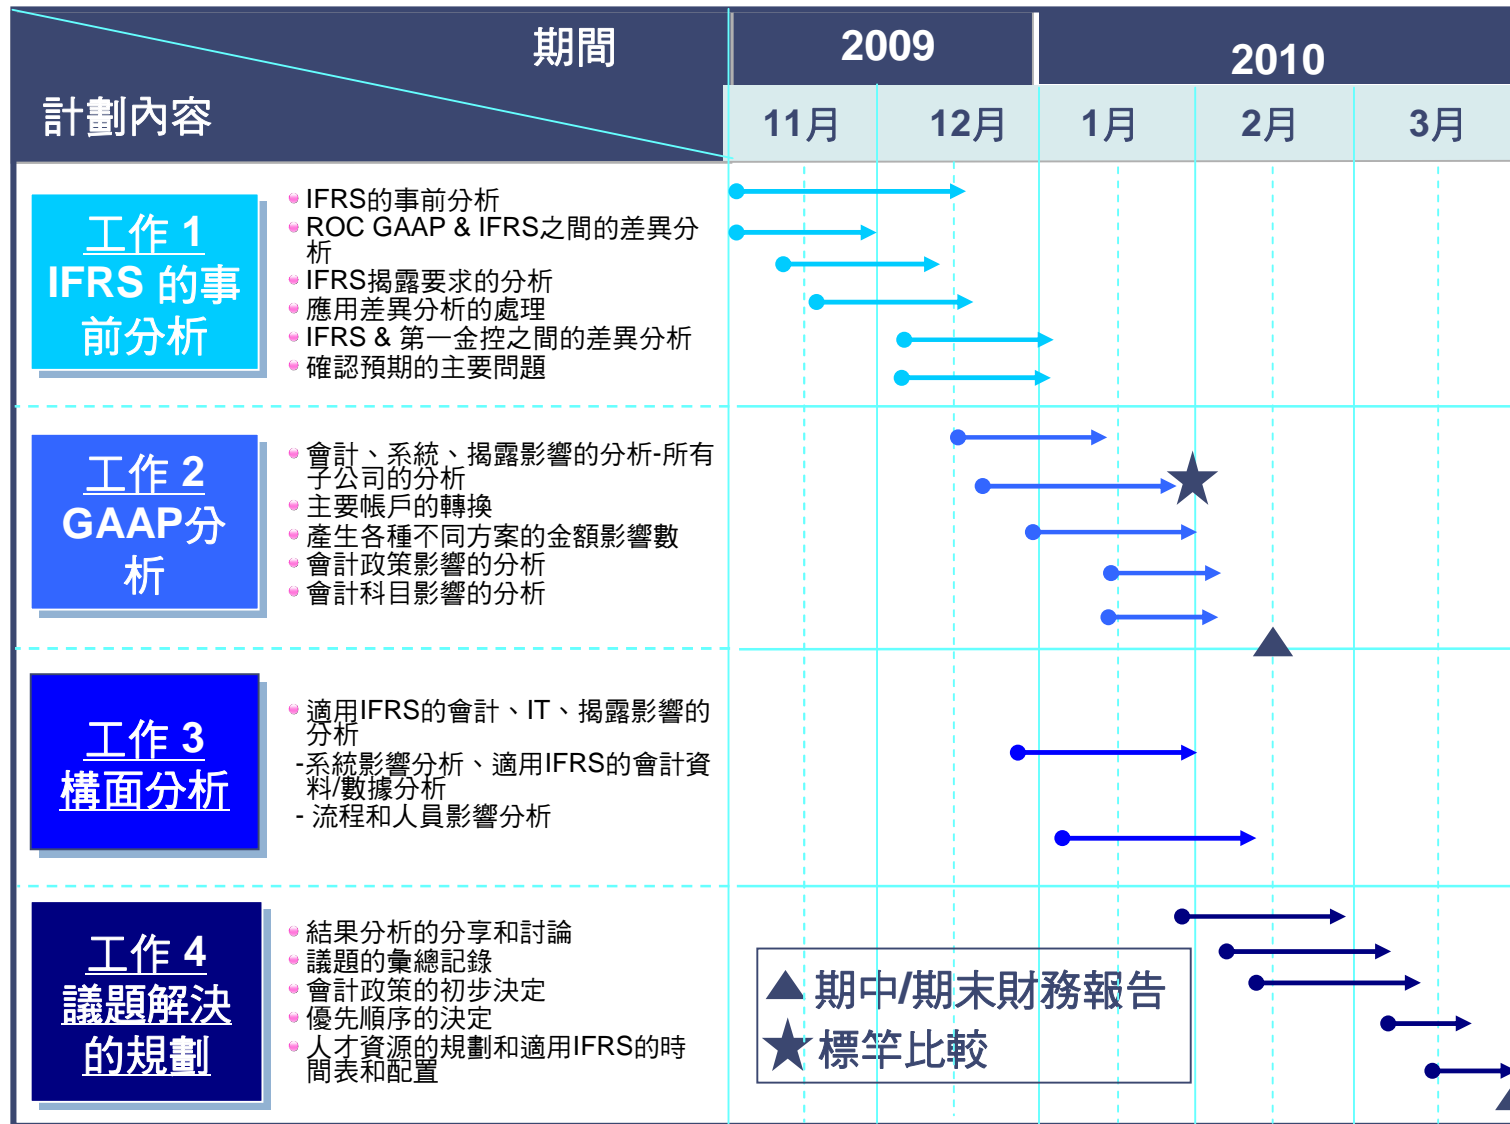 期間
計劃內容
2009
2010
11月
12月
1月
2月
3月
工作 1
IFRS 的事
前分析
IFRS的事前分析
ROC GAAP & IFRS之間的差異分
析
IFRS揭露要求的分析
應用差異分析的處理
IFRS & 第一金控之間的差異分析
確認預期的主要問題
工作 2
GAAP分
析
會計、系統、揭露影響的分析-所有
子公司的分析
主要帳戶的轉換
產生各種不同方案的金額影響數
會計政策影響的分析
會計科目影響的分析
工作 3
構面分析
適用IFRS的會計、IT、揭露影響的
分析
-系統影響分析、適用IFRS的會計資
料/數據分析
- 流程和人員影響分析
工作 4
議題解決
的規劃
結果分析的分享和討論
議題的彙總記錄
會計政策的初步決定
優先順序的決定
人才資源的規劃和適用IFRS的時
間表和配置
期中/期末財務報告
標竿比較